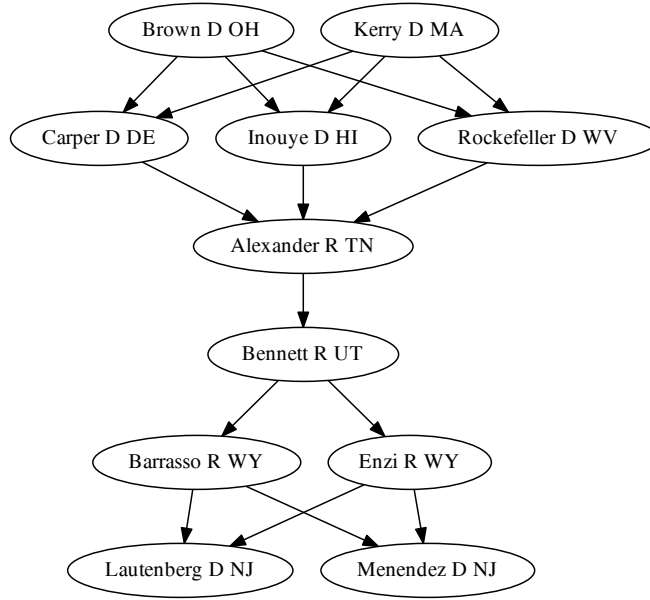 Brown D OH
Kerry D MA
Carper D DE
Inouye D HI
Rockefeller D WV
Alexander R TN
Bennett R UT
Barrasso R WY
Enzi R WY
Lautenberg D NJ
Menendez D NJ